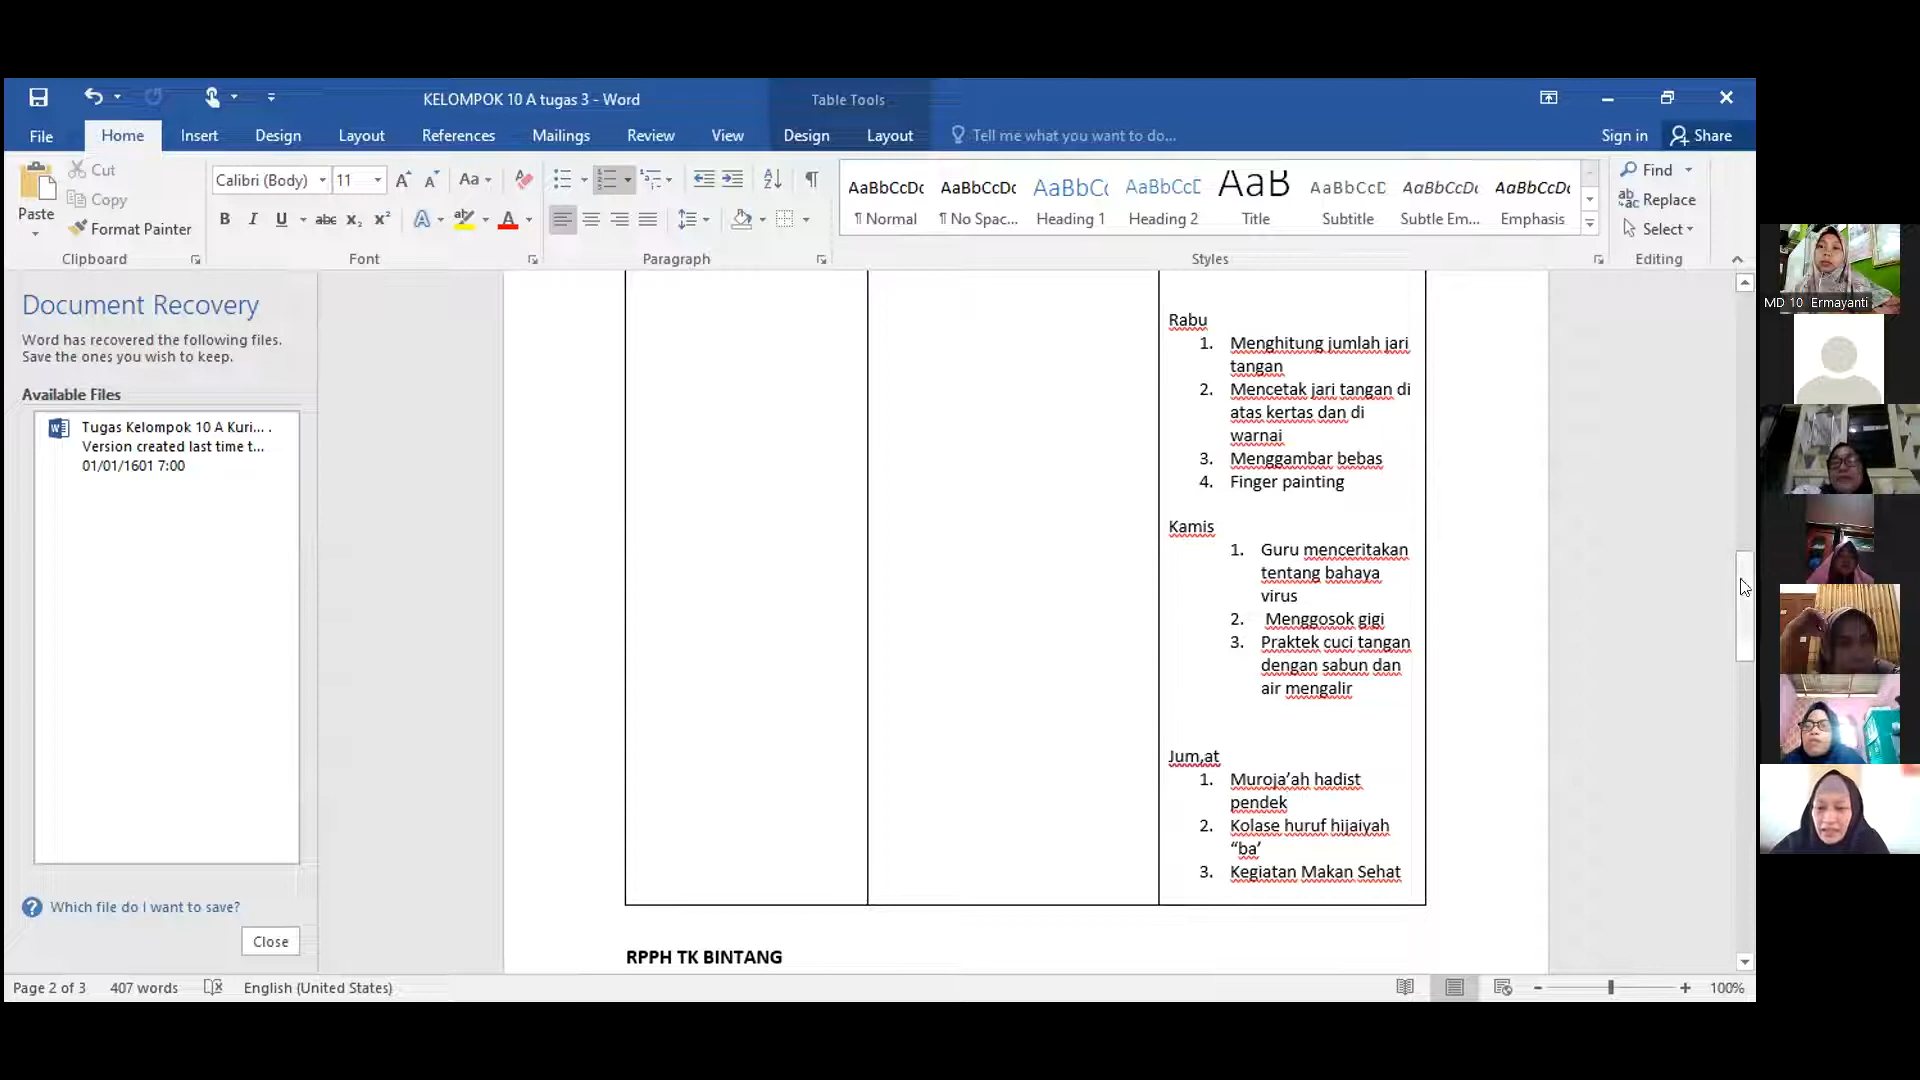 KELOMPOK 10 A tugas 3 - Word
Table Tools
File
Home
Insert
Design
Layout
References
Mailings
Review
View
Design
Layout
Tell me what you want to do...
Sign in
Share
Paste
Cut
Copy
Format Painter
Clipboard
Calibri (Body)
11
Font
Paragraph
AaBbCcDc
¶ Normal
AaBbCcDc
¶ No Spac...
AaBbC(
Heading 1
AaBbCcE
Heading 2
AaB
Title
AaBbCcD
Subtitle
AaBbCcDc
Subtle Em...
AaBbCcDc
Emphasis
Styles
Find
Replace
Select
Editing
Document Recovery
Word has recovered the following files.
Save the ones you wish to keep.
Available Files
Tugas Kelompok 10 A Kuri... .
Version created last time t...
01/01/1601 7:00
Which file do I want to save?
Close
Rabu
1. Menghitung jumlah jari
tangan
2. Mencetak jari tangan di
atas kertas dan di
warnai
3. Menggambar bebas
4. Finger painting
Kamis
1. Guru menceritakan
tentang bahaya
virus
2. Menggosok gigi
3. Praktek cuci tangan
dengan sabun dan
air mengalir
Jum,at
1. Muroja’ah hadist
pendek
2. Kolase huruf hijaiyah
“ba’
3. Kegiatan Makan Sehat
RPPH TK BINTANG
Page 2 of 3
407 words
English (United States)
100%
MD 10 Ermayanti